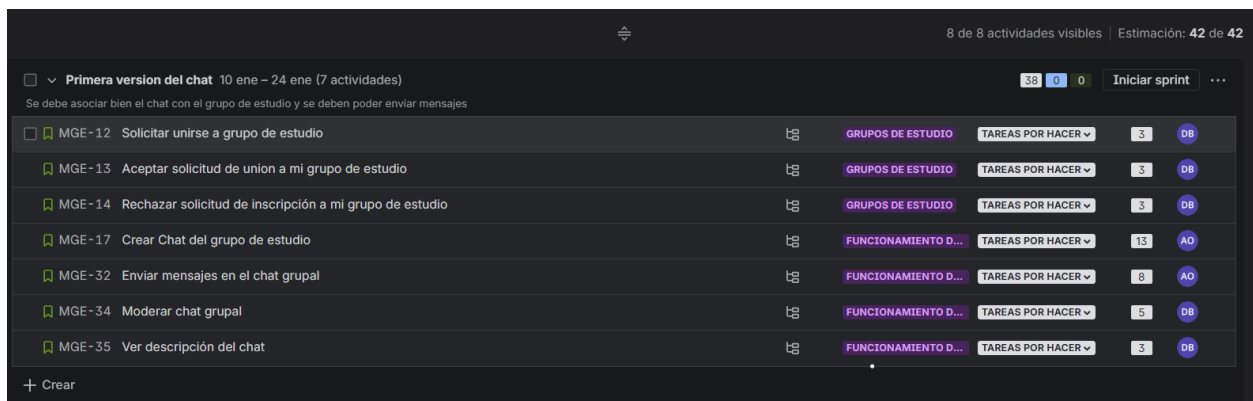 8 de 8 actividades visibles | Estimación: 42 de 42
Primera version del chat 10 ene – 24 ene (7 actividades) 38 0 0 Iniciar sprint ...
Se debe asociar bien el chat con el grupo de estudio y se deben poder enviar mensajes
MGE-12 Solicitar unirse a grupo de estudio GRUPOS DE ESTUDIO TAREAS POR HACER 3 DB
MGE-13 Aceptar solicitud de union a mi grupo de estudio GRUPOS DE ESTUDIO TAREAS POR HACER 3 DB
MGE-14 Rechazar solicitud de inscripción a mi grupo de estudio GRUPOS DE ESTUDIO TAREAS POR HACER 3 DB
MGE-17 Crear Chat del grupo de estudio FUNCIONAMIENTO D... TAREAS POR HACER 13 AO
MGE-32 Enviar mensajes en el chat grupal FUNCIONAMIENTO D... TAREAS POR HACER 8 AO
MGE-34 Moderar chat grupal FUNCIONAMIENTO D... TAREAS POR HACER 5 DB
MGE-35 Ver descripción del chat FUNCIONAMIENTO D... TAREAS POR HACER 3 DB
+ Crear